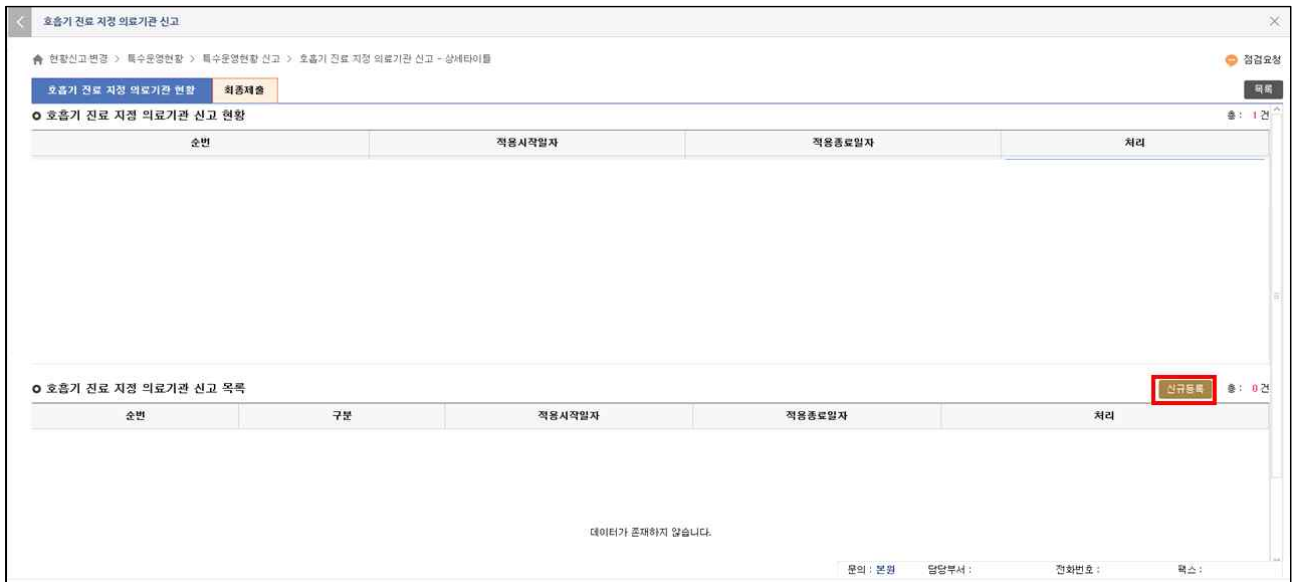 호흡기 진료 지정 의료기관 신고
현황신고·변경 > 특수운영현황 > 특수운영현황 신고 > 호흡기 진료 지정 의료기관 신고 - 상세타이틀
점검요청
호흡기 진료 지정 의료기관 현황 최종제출
목록
호흡기 진료 지정 의료기관 신고 현황
총 : 1 건
순번 적용시작일자 적용종료일자 처리
호흡기 진료 지정 의료기관 신고 목록
신규등록 총 : 0 건
순번 구분 적용시작일자 적용종료일자 처리
데이터가 존재하지 않습니다.
문의 : 본원 담당부서 : 전화번호 : 팩스 :